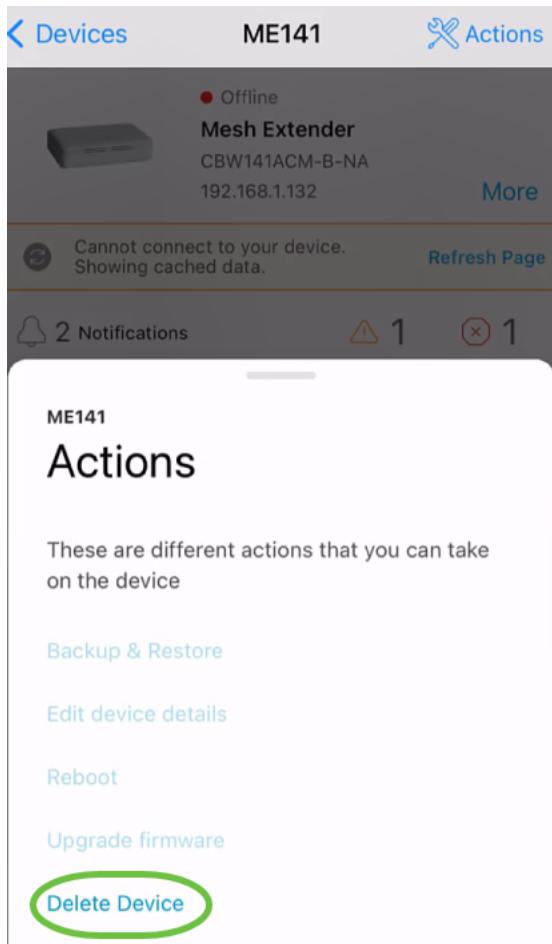 Devices
ME141
Actions
Offline
Mesh Extender
CBW141ACM-B-NA
192.168.1.132
More
Cannot connect to your device.
Showing cached data.
Refresh Page
2 Notifications
1
1
ME141
Actions
These are different actions that you can take
on the device
Backup & Restore
Edit device details
Reboot
Upgrade firmware
Delete Device